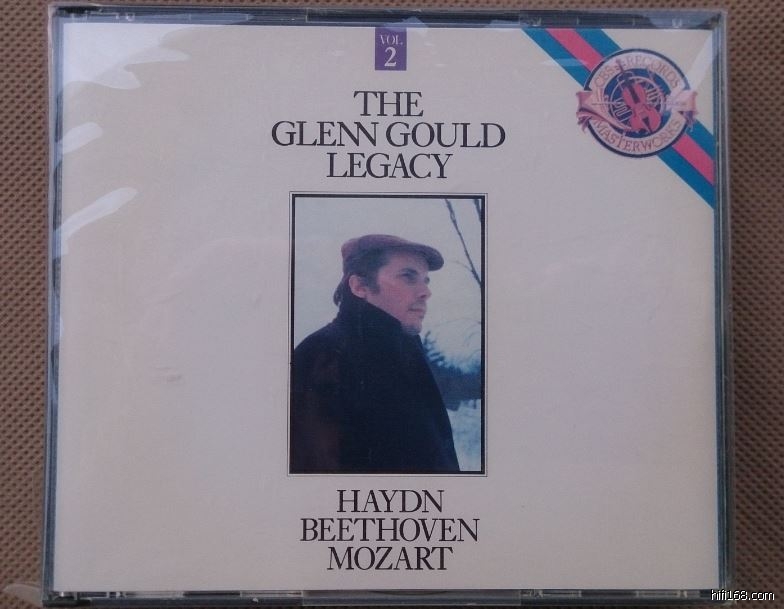 VOL.
2
THE
GLENN GOULD
LEGACY
CBS RECORDS
MASTERWORKS
HAYDN
BEETHOVEN
MOZART
hifi168.com